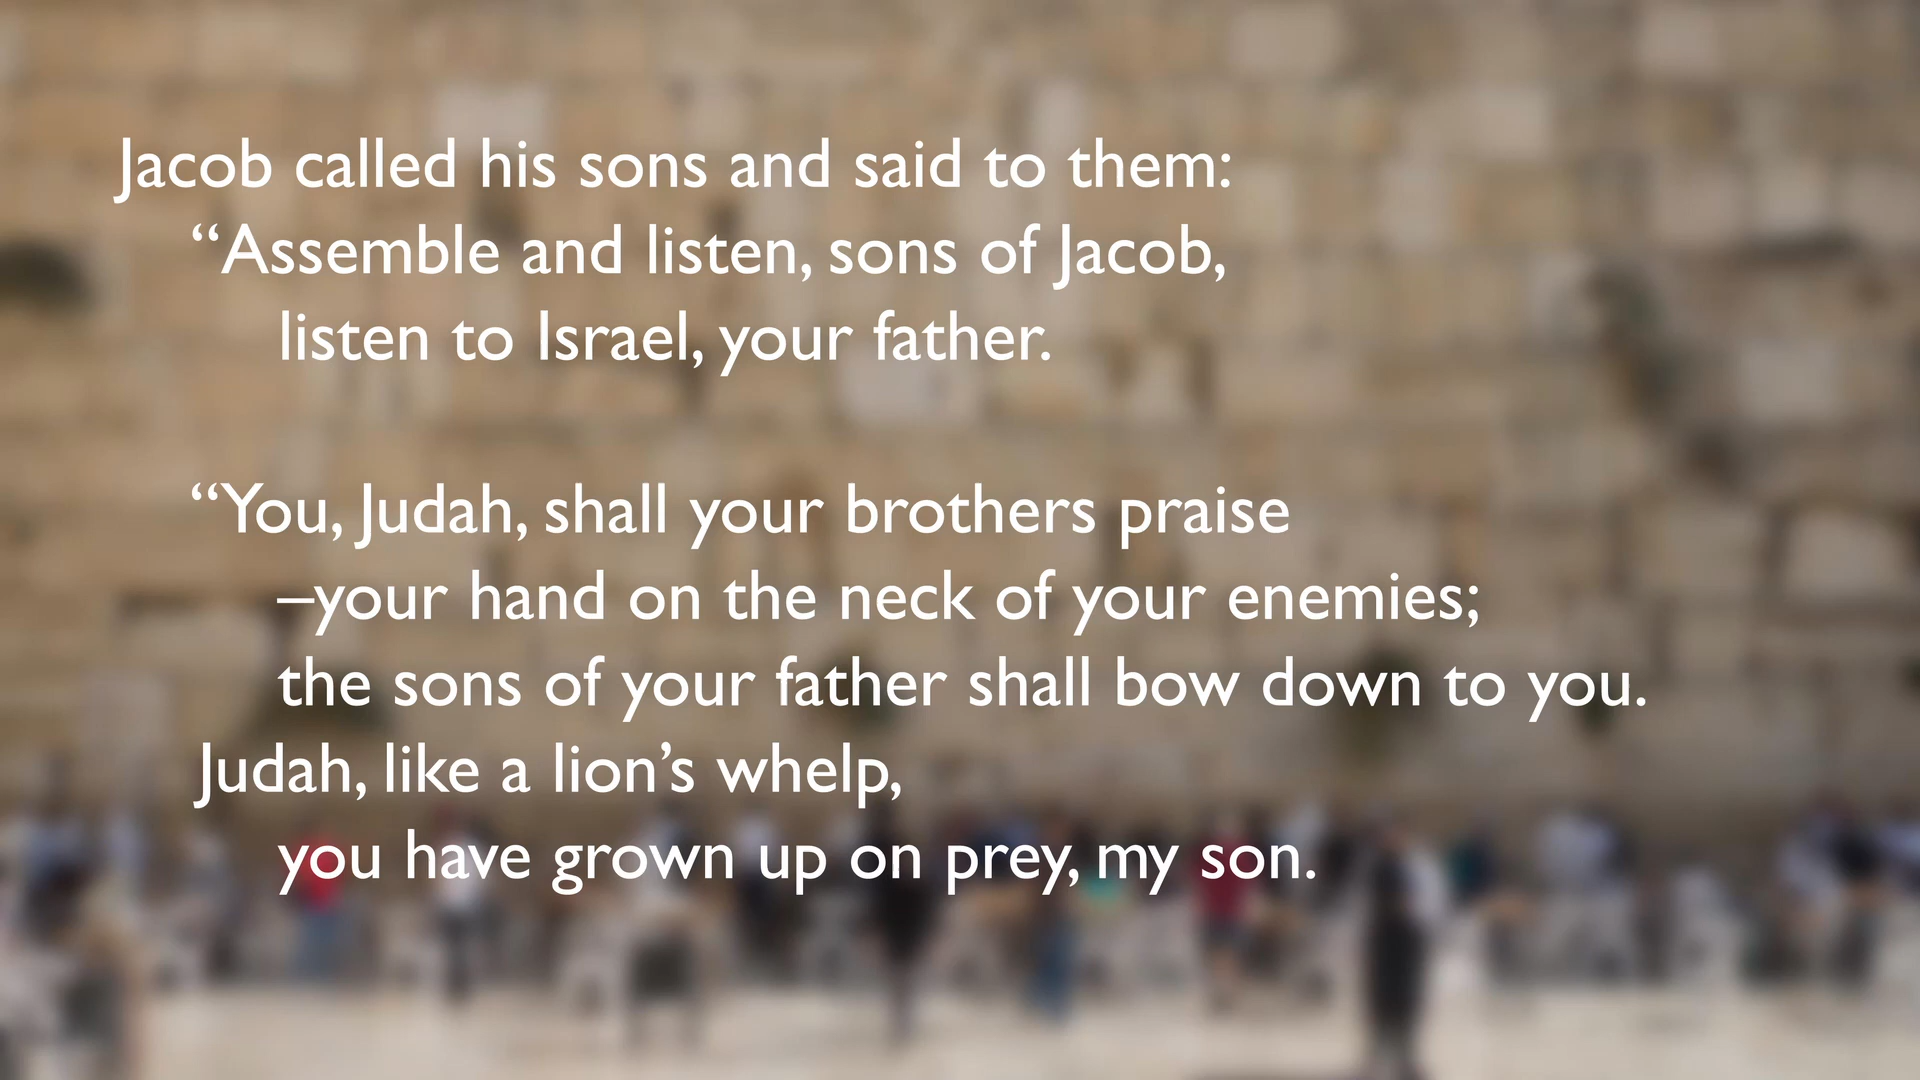 Jacob called his sons and said to them:
“Assemble and listen, sons of Jacob,
listen to Israel, your father.
“You, Judah, shall your brothers praise
–your hand on the neck of your enemies;
the sons of your father shall bow down to you.
Judah, like a lion’s whelp,
you have grown up on prey, my son.